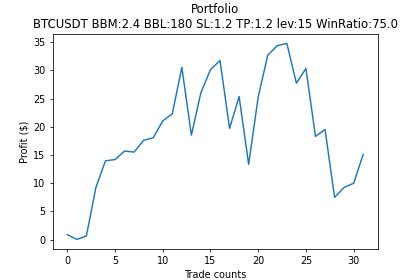 Portfolio
BTCUSDT BBM:2.4 BBL:180 SL:1.2 TP:1.2 lev:15 WinRatio:75.0
35
30
25
20
15
10
5
0
Profit ($)
0 5 10 15 20 25 30
Trade counts